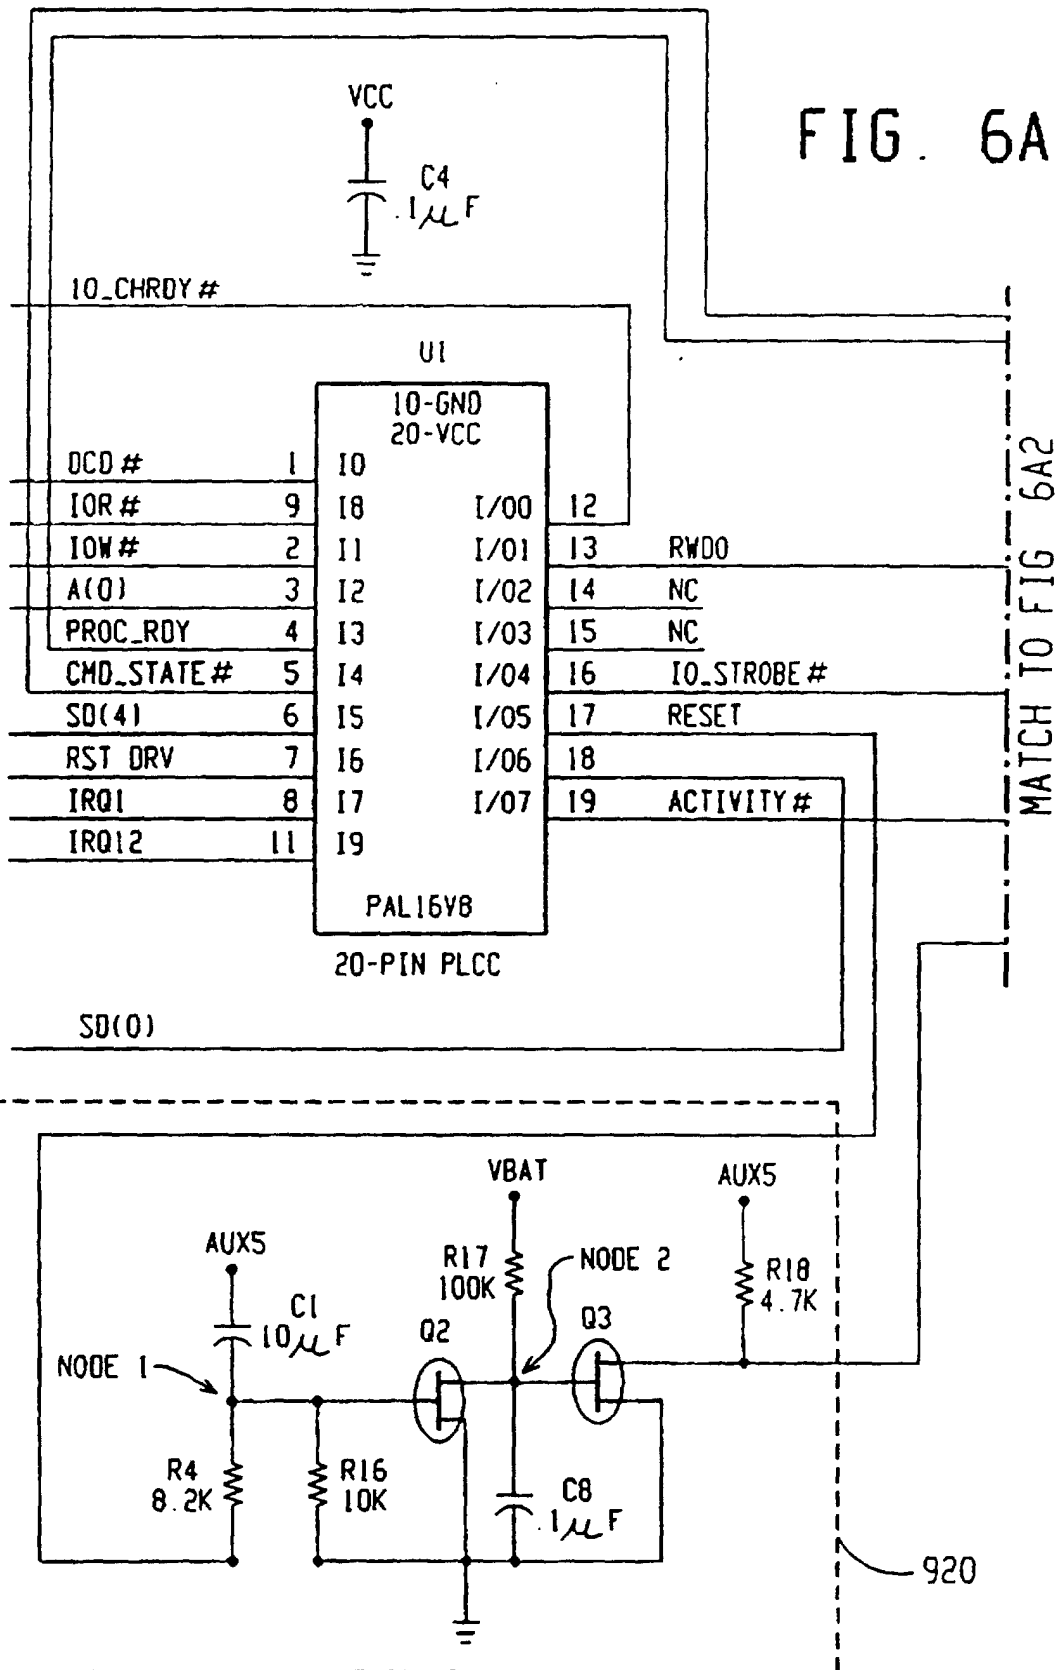 FIG. 6A
VCC
C4
.1μF
IO_CHRDY#
U1
10-GND
20-VCC
DCD# 1 I0
IOR# 9 I8 I/O0 12
IOW# 2 I1 I/O1 13 RWD0
A(0) 3 I2 I/O2 14 NC
PROC_RDY 4 I3 I/O3 15 NC
CMD_STATE# 5 I4 I/O4 16 IO_STROBE#
SD(4) 6 I5 I/O5 17 RESET
RST DRV 7 I6 I/O6 18
IRQ1 8 I7 I/O7 19 ACTIVITY#
IRQ12 11 I9
PAL16V8
20-PIN PLCC
MATCH TO FIG 6A2
SD(0)
VBAT
AUX5
AUX5
R17
100K
NODE 2
R18
4.7K
C1
10μF
Q2
Q3
NODE 1
R4
8.2K
R16
10K
C8
.1μF
920